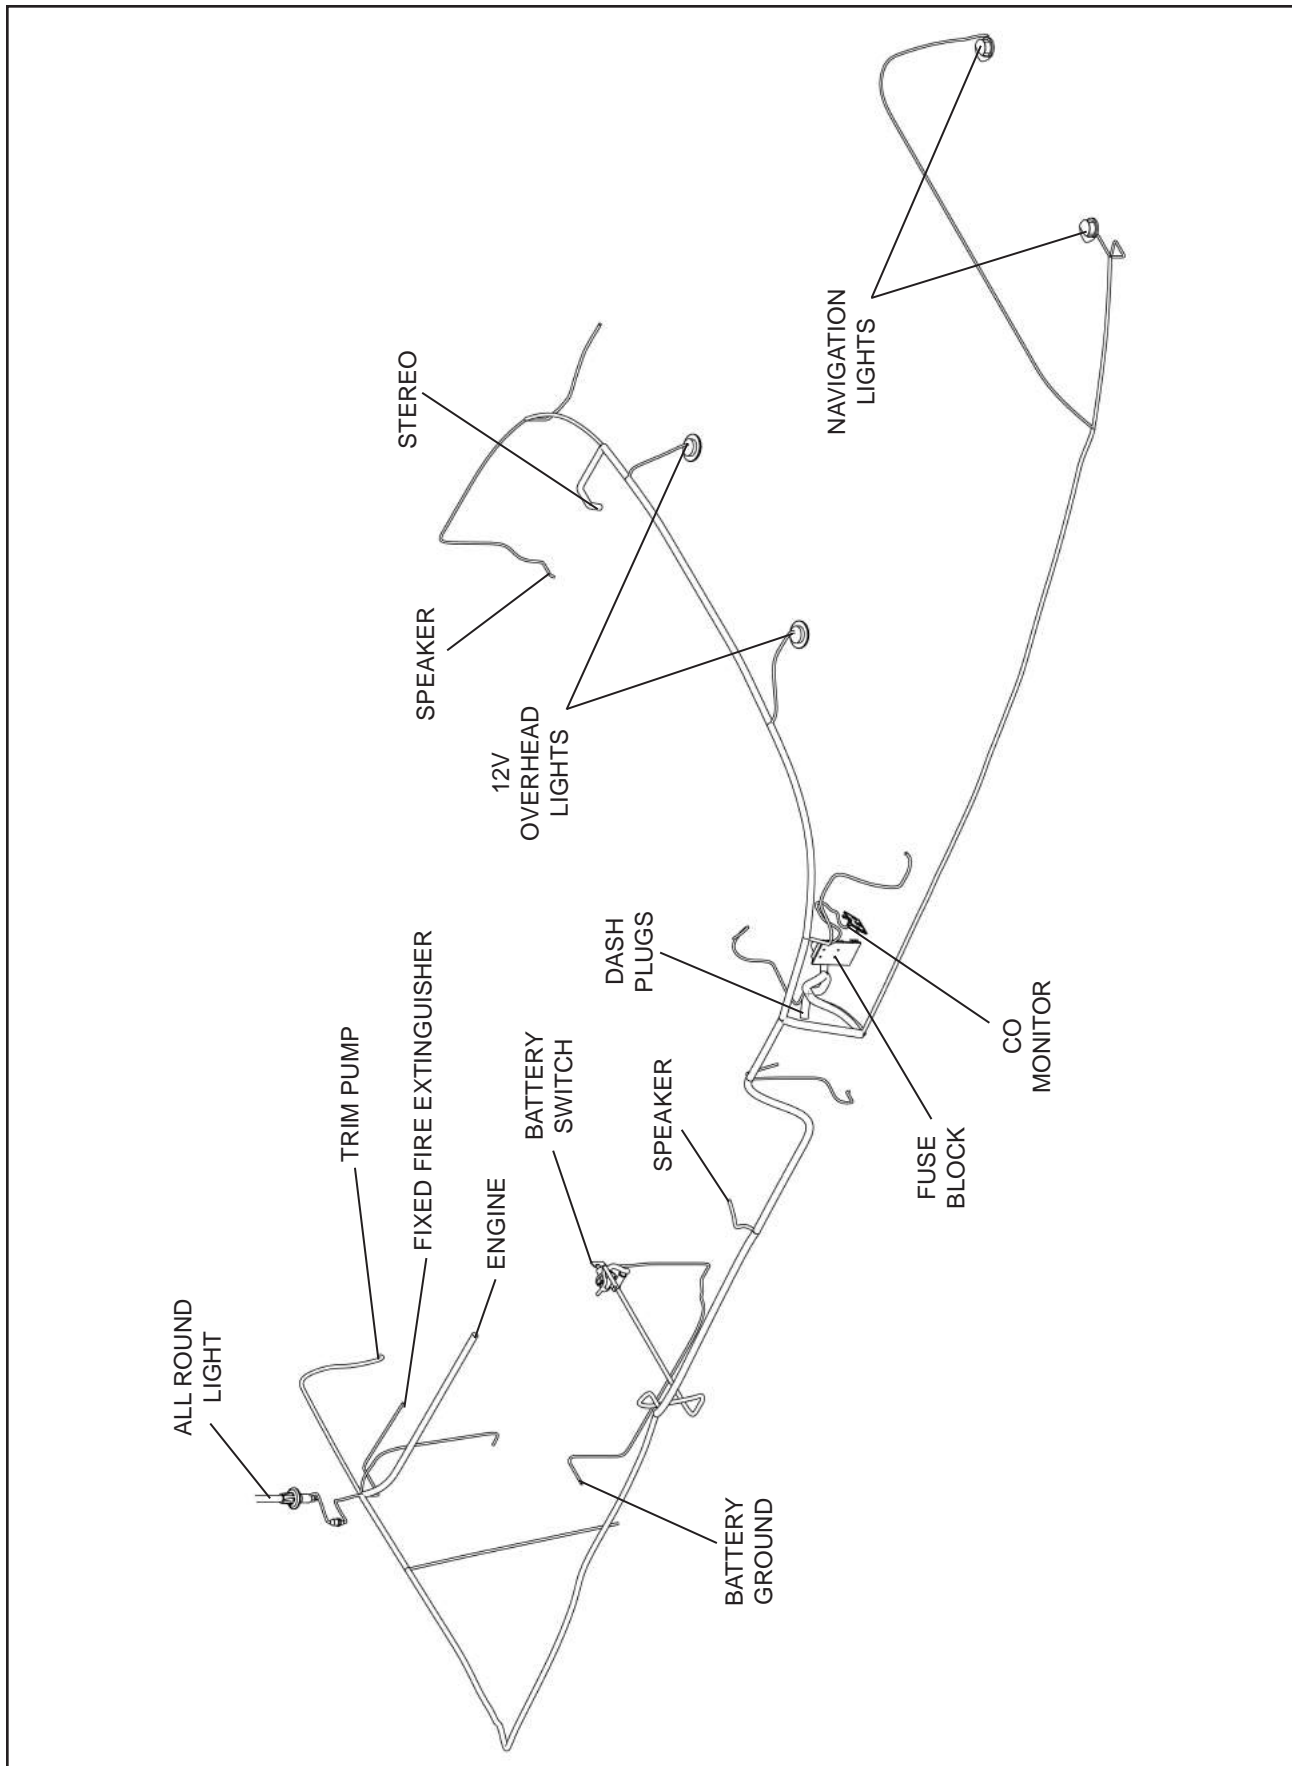 ALL ROUND
LIGHT
TRIM PUMP
FIXED FIRE EXTINGUISHER
ENGINE
BATTERY
SWITCH
SPEAKER
BATTERY
GROUND
DASH
PLUGS
FUSE
BLOCK
CO
MONITOR
12V
OVERHEAD
LIGHTS
SPEAKER
STEREO
NAVIGATION
LIGHTS